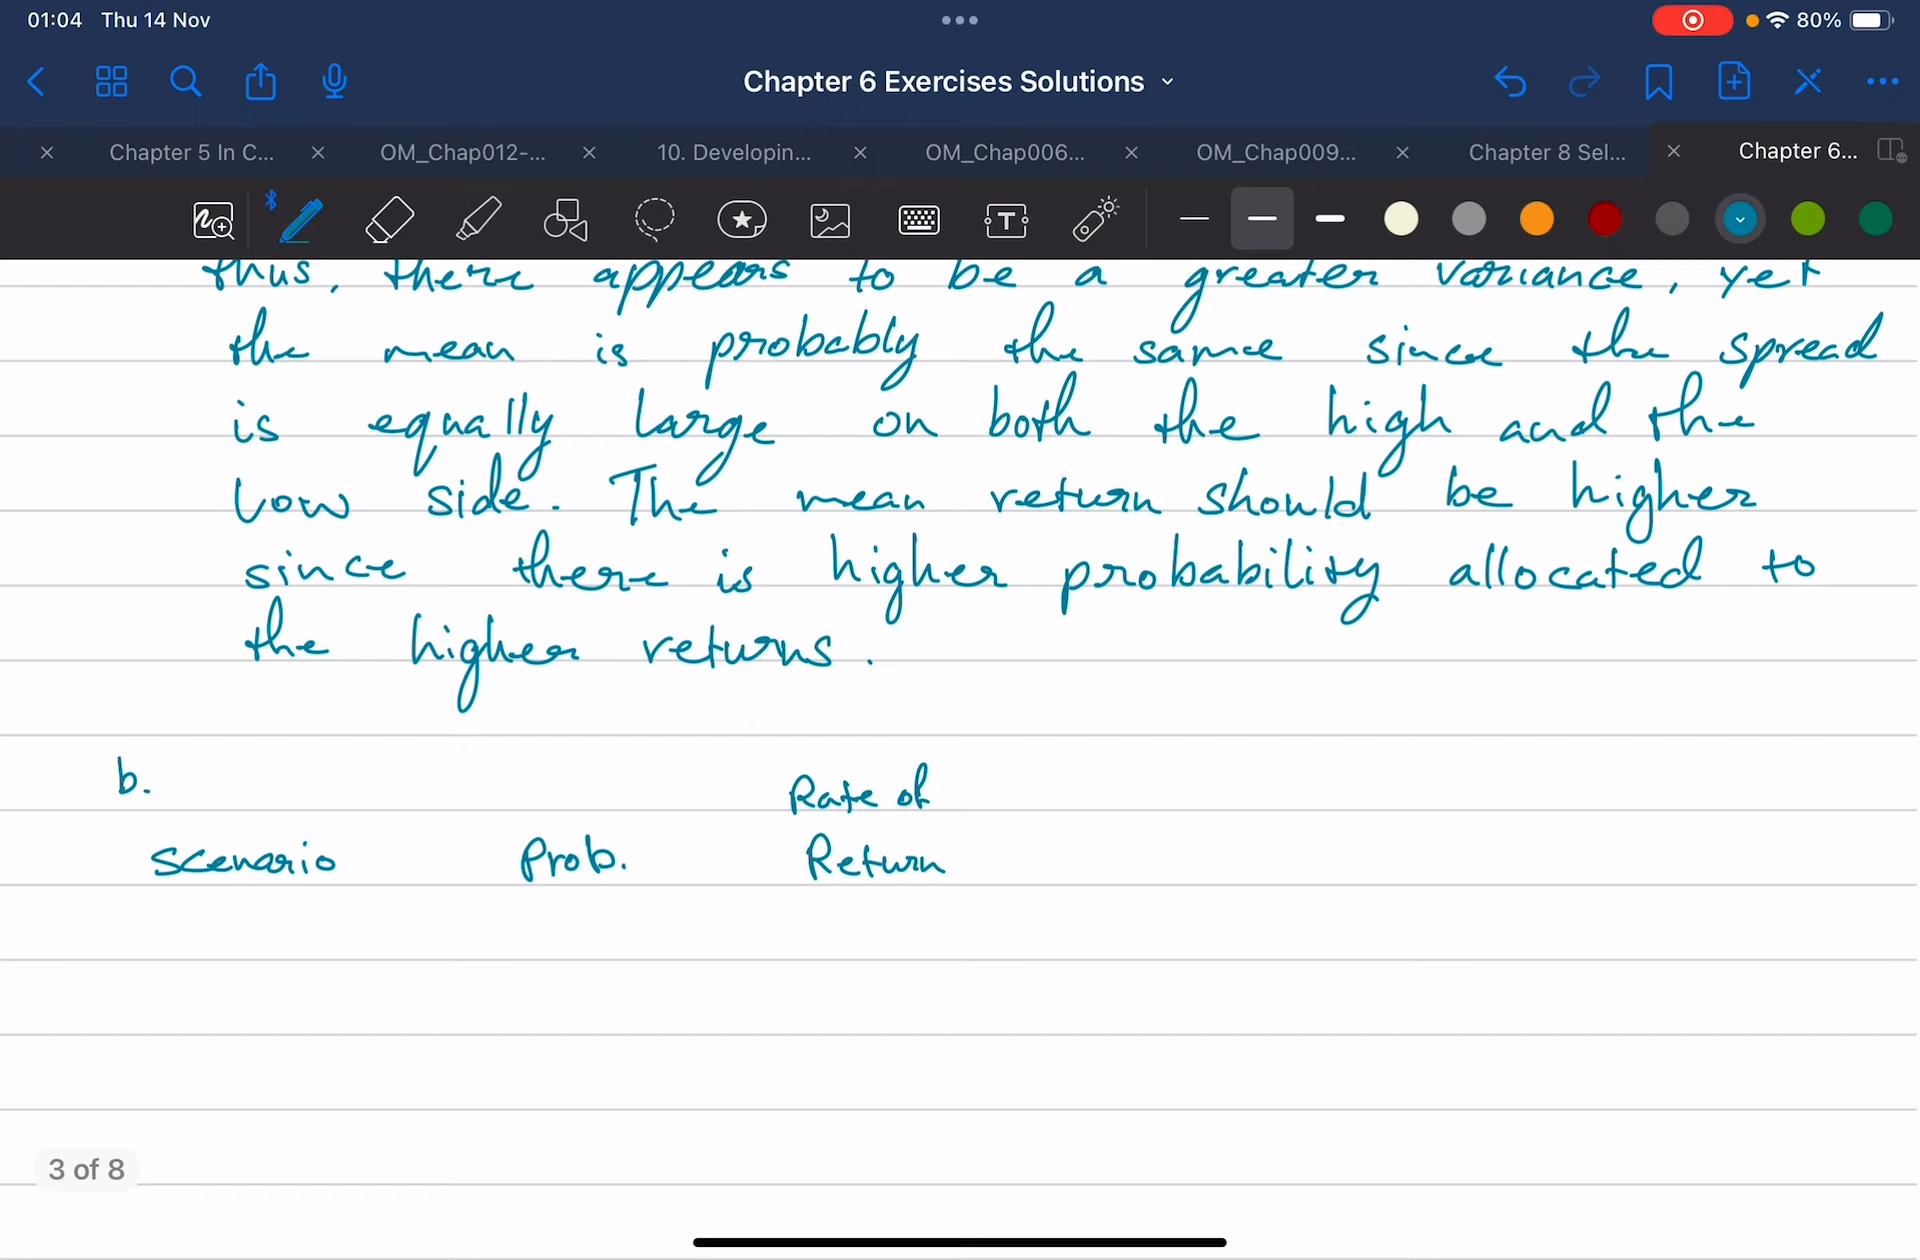 01:04 Thu 14 Nov
80%
Chapter 6 Exercises Solutions
Chapter 5 In C...
OM_Chap012-...
10. Developin...
OM_Chap006...
OM_Chap009...
Chapter 8 Sel...
Chapter 6...
thus, there appears to be a greater variance, yet
the mean is probably the same since the spread
is equally large on both the high and the
low side. The mean return should be higher
since there is higher probability allocated to
the higher returns.
b.
Rate of
Scenario Prob. Return
3 of 8